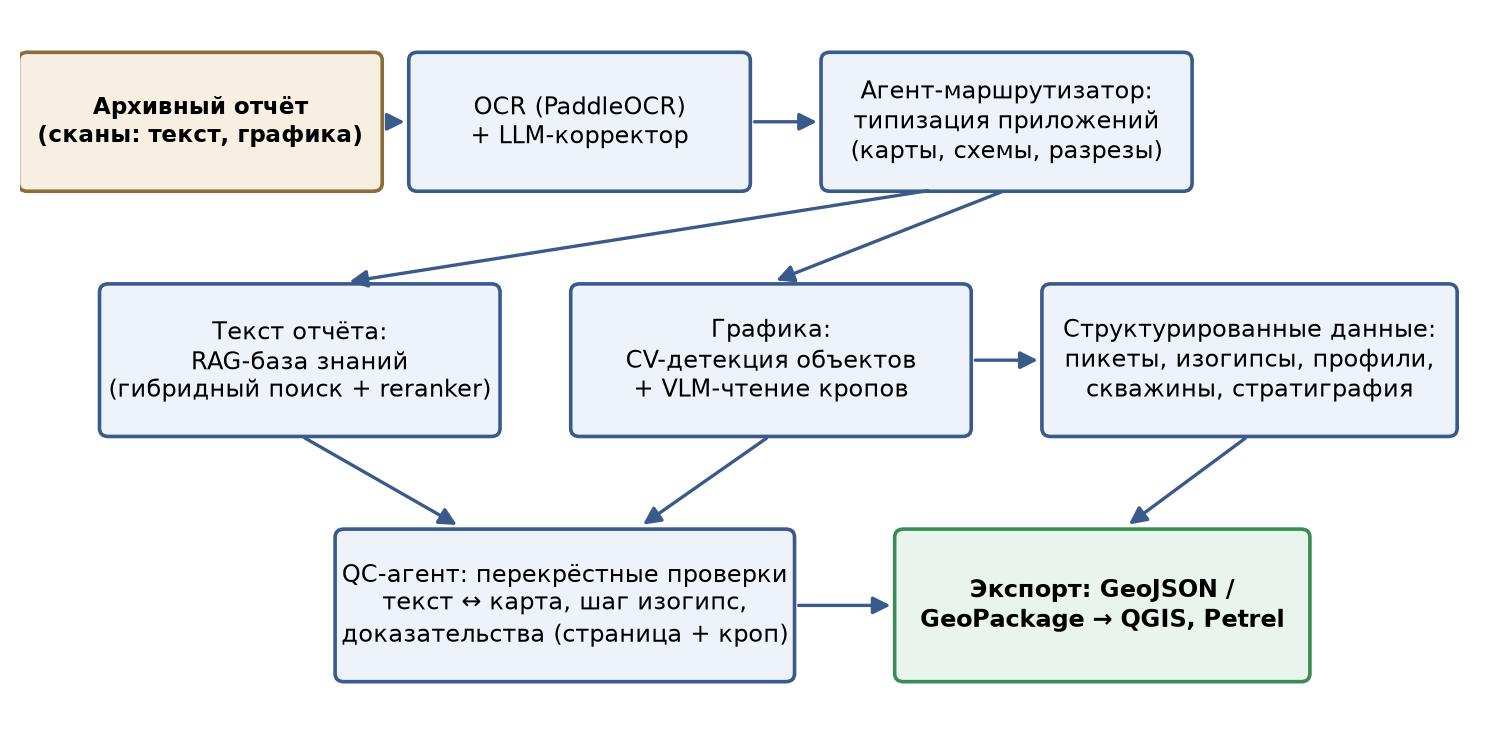 Архивный отчёт
(сканы: текст, графика)
OCR (PaddleOCR)
+ LLM-корректор
Агент-маршрутизатор:
типизация приложений
(карты, схемы, разрезы)
Текст отчёта:
RAG-база знаний
(гибридный поиск + reranker)
Графика:
CV-детекция объектов
+ VLM-чтение кропов
Структурированные данные:
пикеты, изогипсы, профили,
скважины, стратиграфия
QC-агент: перекрёстные проверки
текст ↔ карта, шаг изогипс,
доказательства (страница + кроп)
Экспорт: GeoJSON /
GeoPackage → QGIS, Petrel